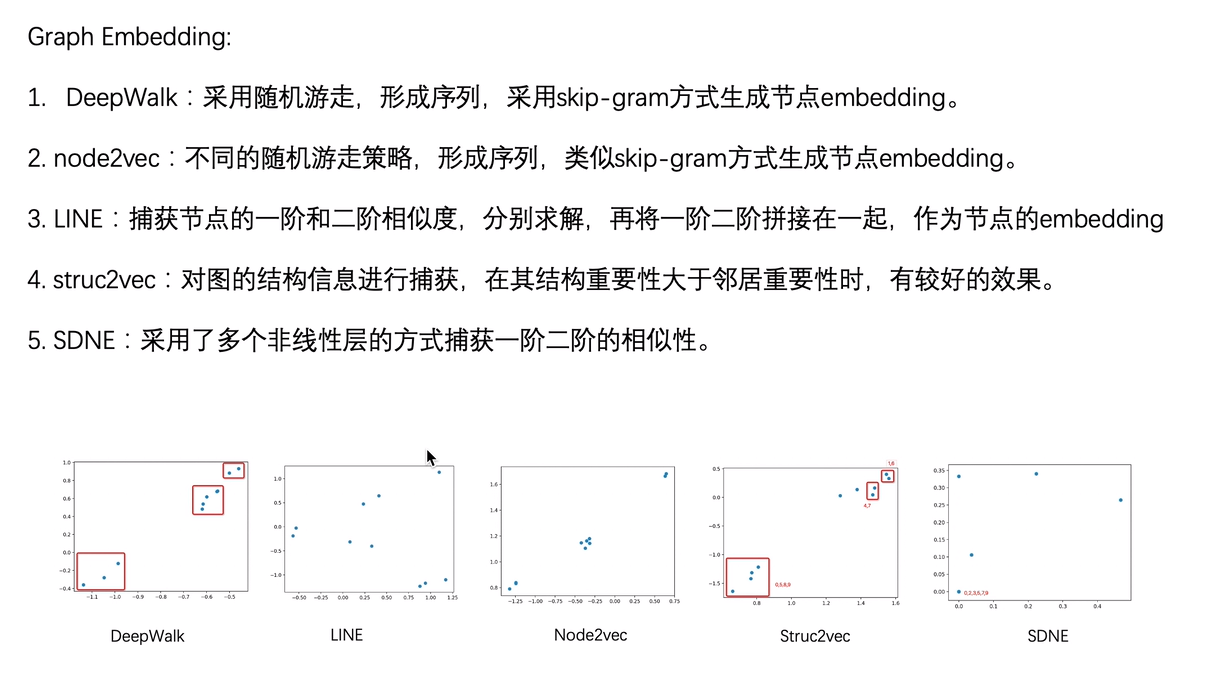 Graph Embedding:
1. DeepWalk：采用随机游走，形成序列，采用skip-gram方式生成节点embedding。
2. node2vec：不同的随机游走策略，形成序列，类似skip-gram方式生成节点embedding。
3. LINE：捕获节点的一阶和二阶相似度，分别求解，再将一阶二阶拼接在一起，作为节点的embedding
4. struc2vec：对图的结构信息进行捕获，在其结构重要性大于邻居重要性时，有较好的效果。
5. SDNE：采用了多个非线性层的方式捕获一阶二阶的相似性。
1.0
0.8
0.6
0.4
0.2
0.0
−0.2
−0.4
−1.1 −1.0 −0.9 −0.8 −0.7 −0.6 −0.5
DeepWalk
1.0
0.5
0.0
−0.5
−1.0
−0.50 −0.25 0.00 0.25 0.50 0.75 1.00 1.25
LINE
1.6
1.4
1.2
1.0
0.8
−1.25 −1.00 −0.75 −0.50 −0.25 0.00 0.25 0.50 0.75
Node2vec
0.5
0.0
−0.5
−1.0
−1.5
0.8 1.0 1.2 1.4 1.6
1,6
4,7
0,5,8,9
Struc2vec
0.35
0.30
0.25
0.20
0.15
0.10
0.05
0.00
0.0 0.1 0.2 0.3 0.4
SDNE